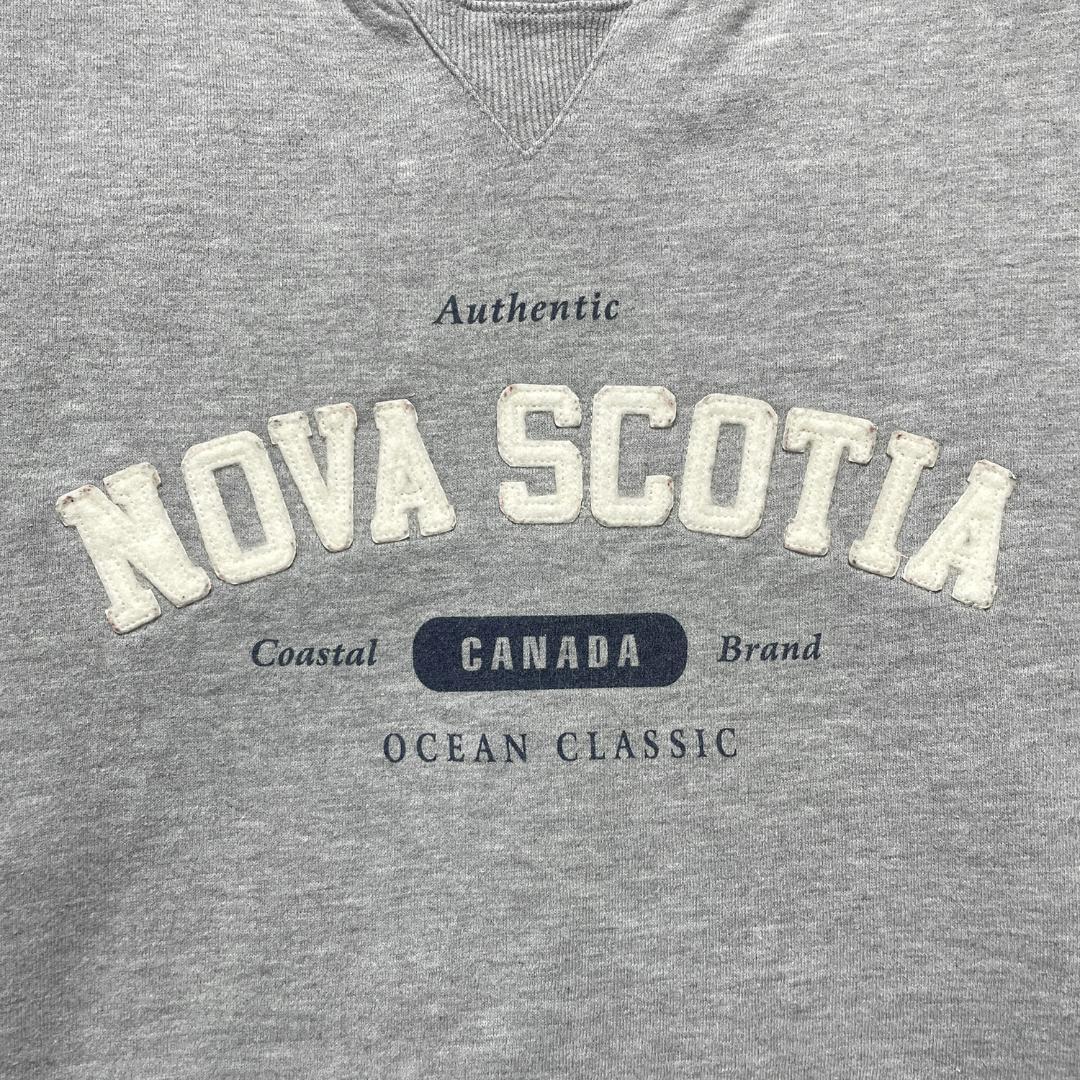 Authentic
NOVA SCOTIA
Coastal CANADA Brand
OCEAN CLASSIC